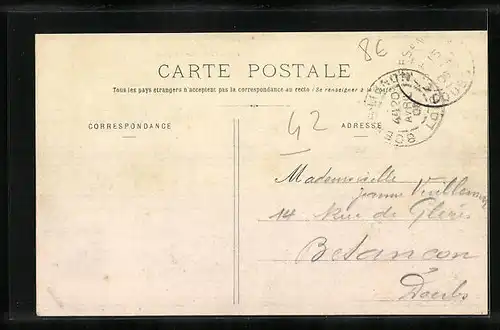 8E
CARTE POSTALE
Tous les pays étrangers n'acceptent pas la correspondance au recto (Se renseigner à la Poste)
CORRESPONDANCE
ADRESSE
42
Mademoiselle
Jeanne Vuillemin
14 Rue de Glères
Besançon
Doubs